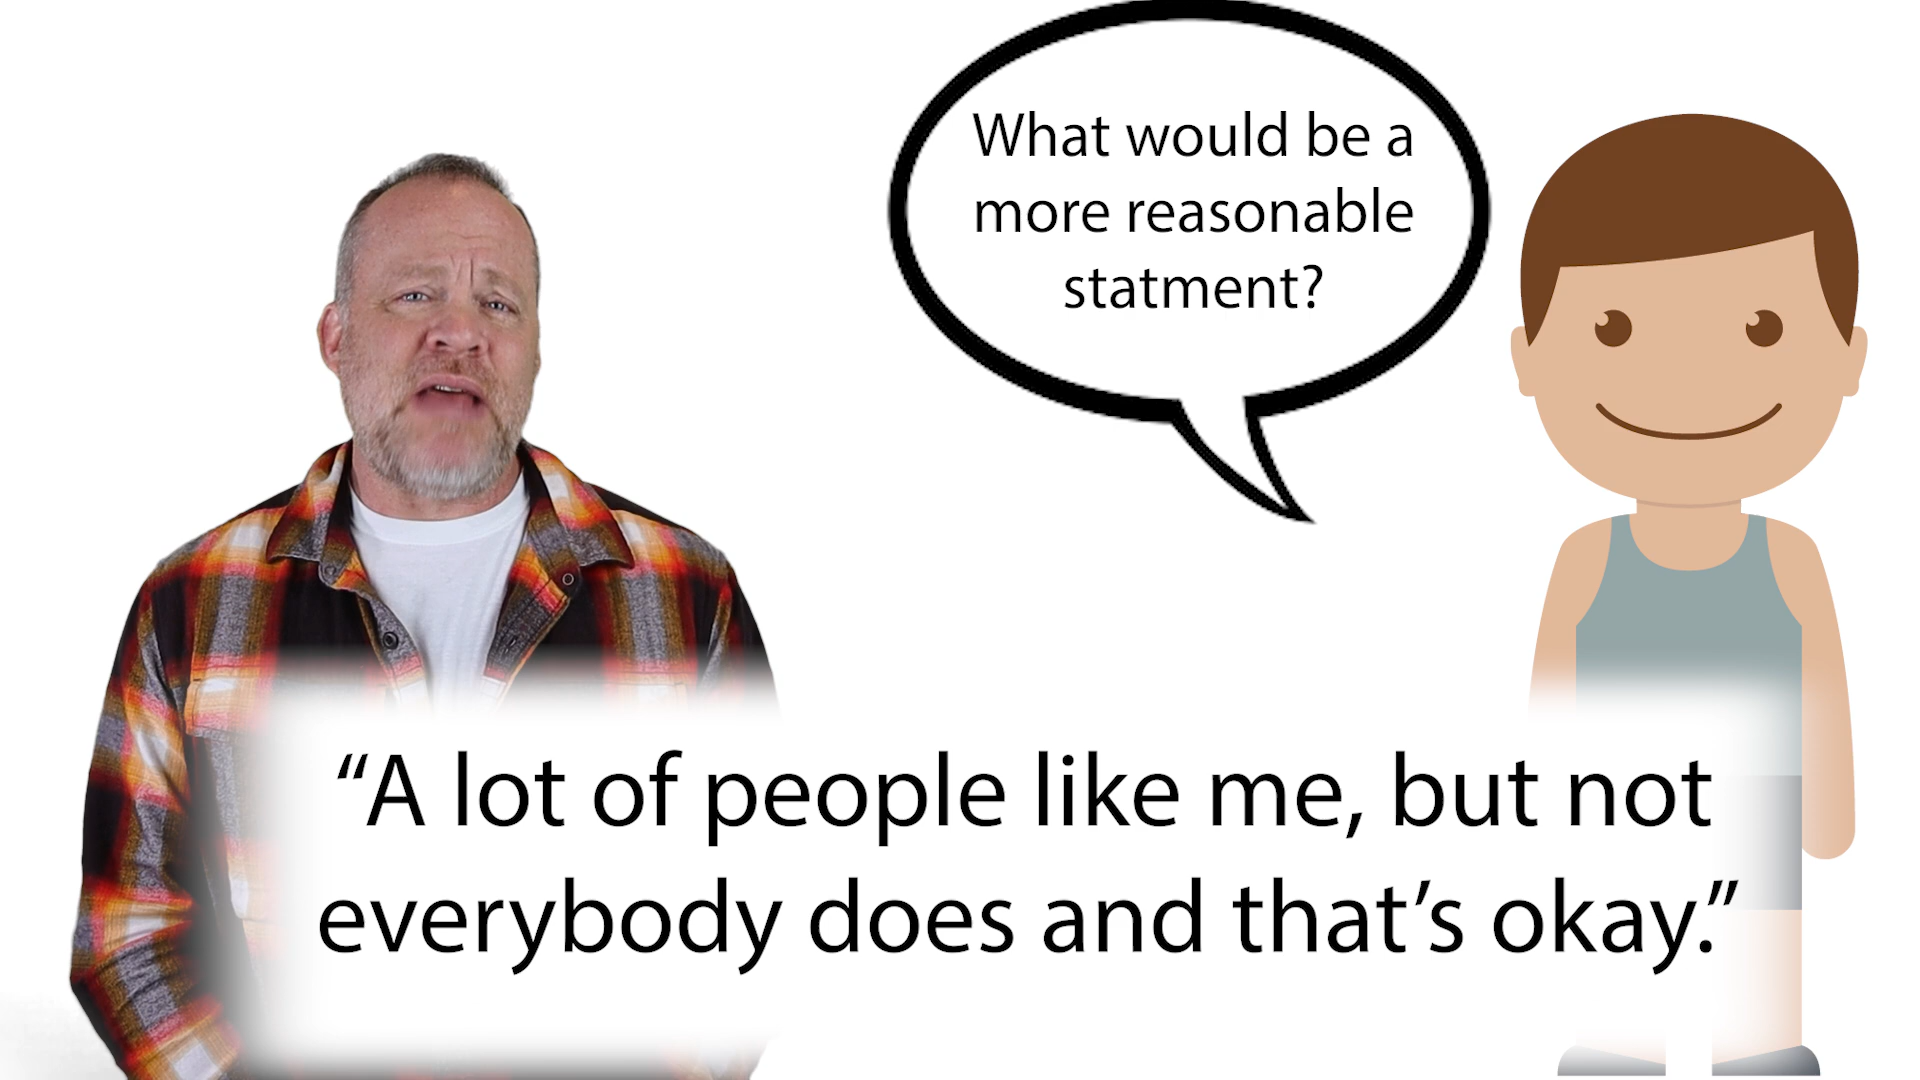 What would be a
more reasonable
statment?
“A lot of people like me, but not
everybody does and that’s okay.”